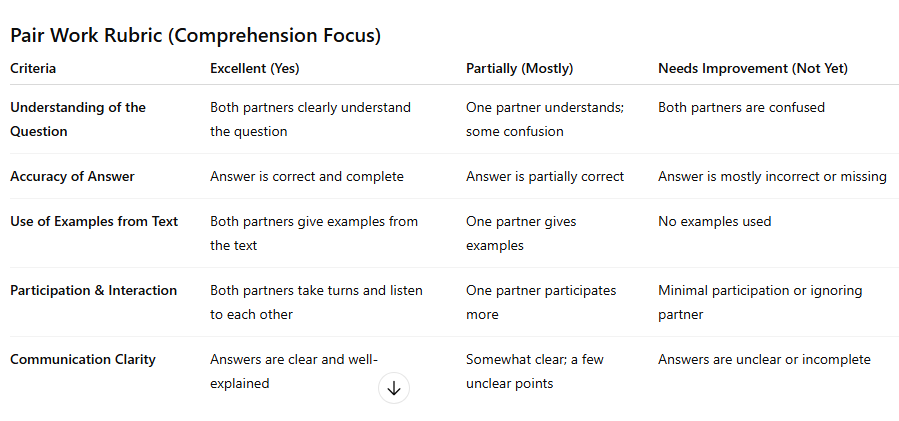 Pair Work Rubric (Comprehension Focus)
Criteria Excellent (Yes) Partially (Mostly) Needs Improvement (Not Yet)
Understanding of the Both partners clearly understand One partner understands; Both partners are confused
Question the question some confusion
Accuracy of Answer Answer is correct and complete Answer is partially correct Answer is mostly incorrect or missing
Use of Examples from Text Both partners give examples from One partner gives No examples used
the text examples
Participation & Interaction Both partners take turns and listen One partner participates Minimal participation or ignoring
to each other more partner
Communication Clarity Answers are clear and well- Somewhat clear; a few Answers are unclear or incomplete
explained unclear points